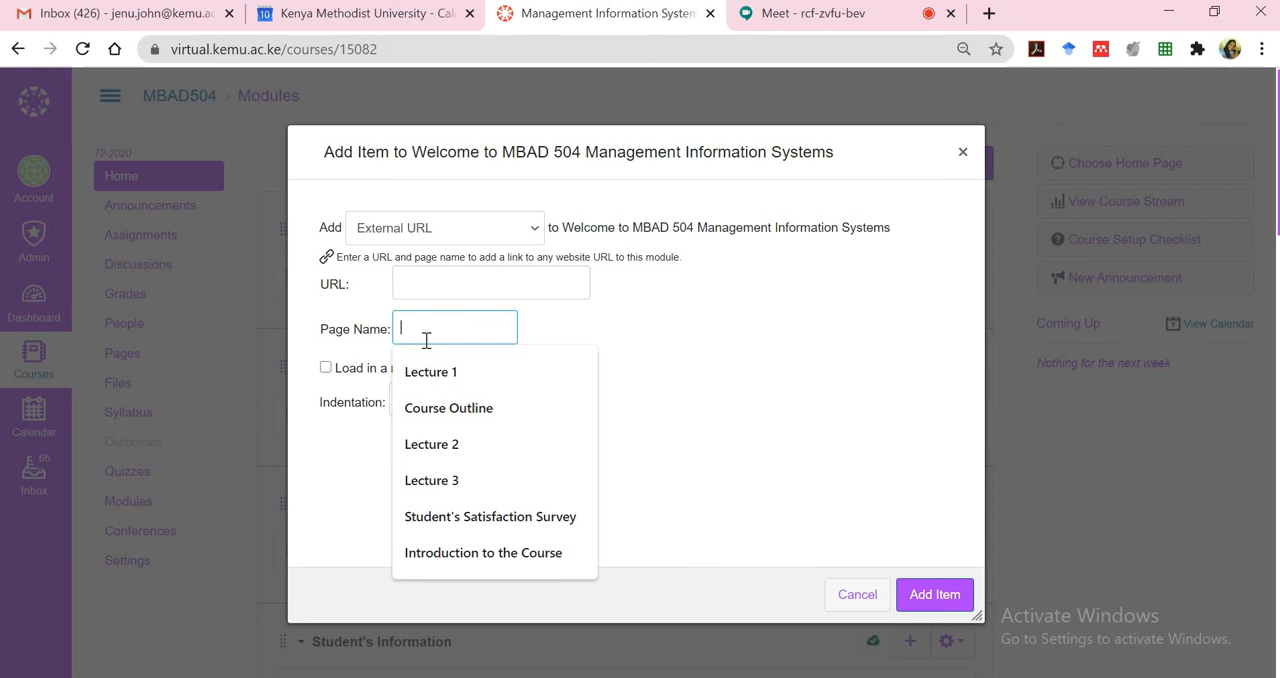 Inbox (426) - jenu.john@kemu.ac
Kenya Methodist University - Cal
Management Information System
Meet - rcf-zvfu-bev
virtual.kemu.ac.ke/courses/15082
MBAD504 › Modules
T2-2020
Home
Announcements
Assignments
Discussions
Grades
People
Pages
Files
Syllabus
Outcomes
Quizzes
Modules
Conferences
Settings
Account
Admin
Dashboard
Courses
Calendar
65
Inbox
10
Add Item to Welcome to MBAD 504 Management Information Systems
Add External URL to Welcome to MBAD 504 Management Information Systems
Enter a URL and page name to add a link to any website URL to this module.
URL:
Page Name:
Load in a
Indentation:
Lecture 1
Course Outline
Lecture 2
Lecture 3
Student's Satisfaction Survey
Introduction to the Course
Cancel
Add Item
Student's Information
Choose Home Page
View Course Stream
Course Setup Checklist
New Announcement
Coming Up
View Calendar
Nothing for the next week
Activate Windows
Go to Settings to activate Windows.